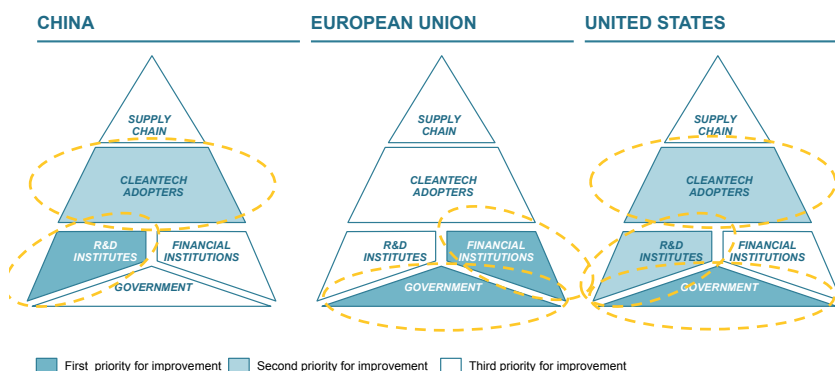 CHINA
SUPPLY
CHAIN
CLEANTECH
ADOPTERS
R&D
INSTITUTES
FINANCIAL
INSTITUTIONS
GOVERNMENT
EUROPEAN UNION
SUPPLY
CHAIN
CLEANTECH
ADOPTERS
R&D
INSTITUTES
FINANCIAL
INSTITUTIONS
GOVERNMENT
UNITED STATES
SUPPLY
CHAIN
CLEANTECH
ADOPTERS
R&D
INSTITUTES
FINANCIAL
INSTITUTIONS
GOVERNMENT
First priority for improvement
Second priority for improvement
Third priority for improvement